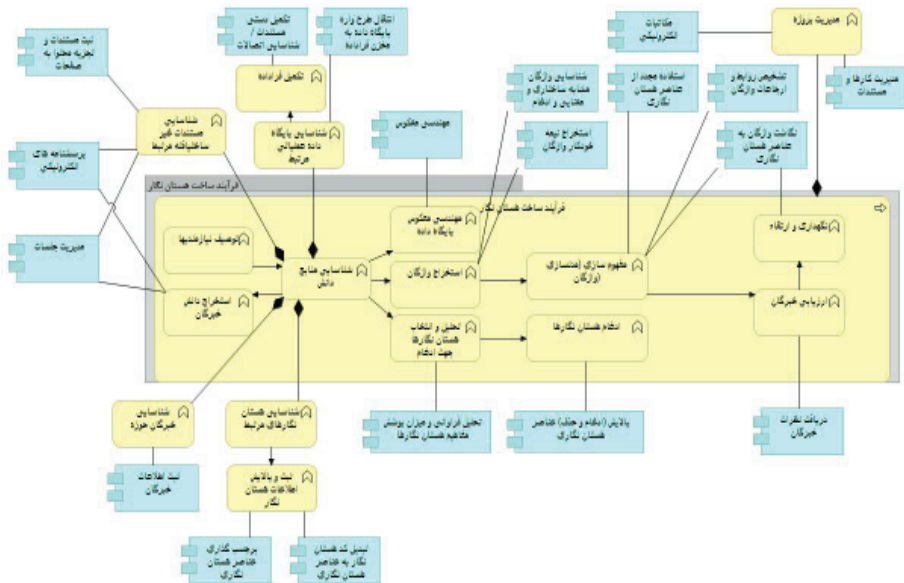 ثبت مستندات و
تجزیه محتوا به
صفحات
تکمیل دستی
مستندات /
شناسایی اتصالات
انتقال طرح واره
پایگاه داده به
مخزن فراداده
مکاتبات
الکترونیکی
مدیریت پروژه
مدیریت کارها و
مستندات
تکمیل فراداده
شناسایی
مستندات غیر
ساختیافته مرتبط
شناسایی پایگاه
داده عملیاتی
مرتبط
مهندسی معکوس
شناسایی واژگان
مشابه ساختاری و
معنایی و ادغام
استخراج نیمه
خودکار واژگان
استفاده مجدد از
عناصر هستان
نگاری
تشخیص روابط و
ارجاعات واژگان
نگاشت واژگان به
عناصر هستان
نگاری
پرسشنامه های
الکترونیکی
مدیریت جلسات
فرآیند ساخت هستان نگار
فرآیند ساخت هستان نگار
توصیف نیازمندیها
استخراج دانش
خبرگان
شناسایی منابع
دانش
مهندسی معکوس
پایگاه داده
استخراج واژگان
تحلیل و انتخاب
هستان نگارها
جهت ادغام
مفهوم سازی
واژگان)
ادغام هستان نگارها
نگهداری و ارتقاء
ارزیابی خبرگان
شناسایی
خبرگان حوزه
شناسایی هستان
نگارهای مرتبط
تحلیل فراوانی و میزان پوشش
مفاهیم هستان نگارها
پالایش (ادغام و حذف) عناصر
هستان نگاری
دریافت نظرات
خبرگان
ثبت اطلاعات
خبرگان
ثبت و پالایش
اطلاعات هستان
نگار
برچسب گذاری
عناصر هستان
نگاری
تبدیل کد هستان
نگار به عناصر
هستان نگاری